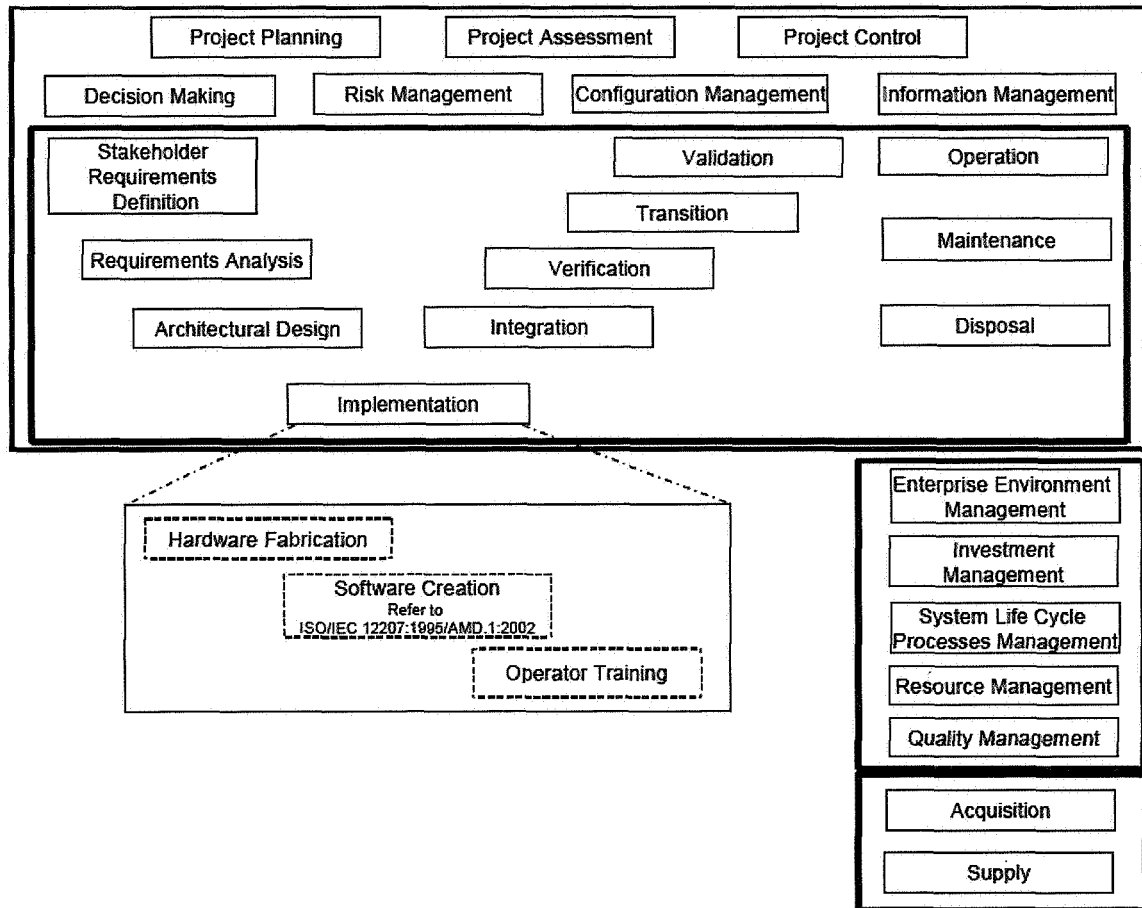 Project Planning
Project Assessment
Project Control
Decision Making
Risk Management
Configuration Management
Information Management
Stakeholder
Requirements
Definition
Validation
Operation
Transition
Maintenance
Requirements Analysis
Verification
Architectural Design
Integration
Disposal
Implementation
Hardware Fabrication
Software Creation
Refer to
ISO/IEC 12207:1995/AMD.1:2002
Operator Training
Enterprise Environment
Management
Investment
Management
System Life Cycle
Processes Management
Resource Management
Quality Management
Acquisition
Supply